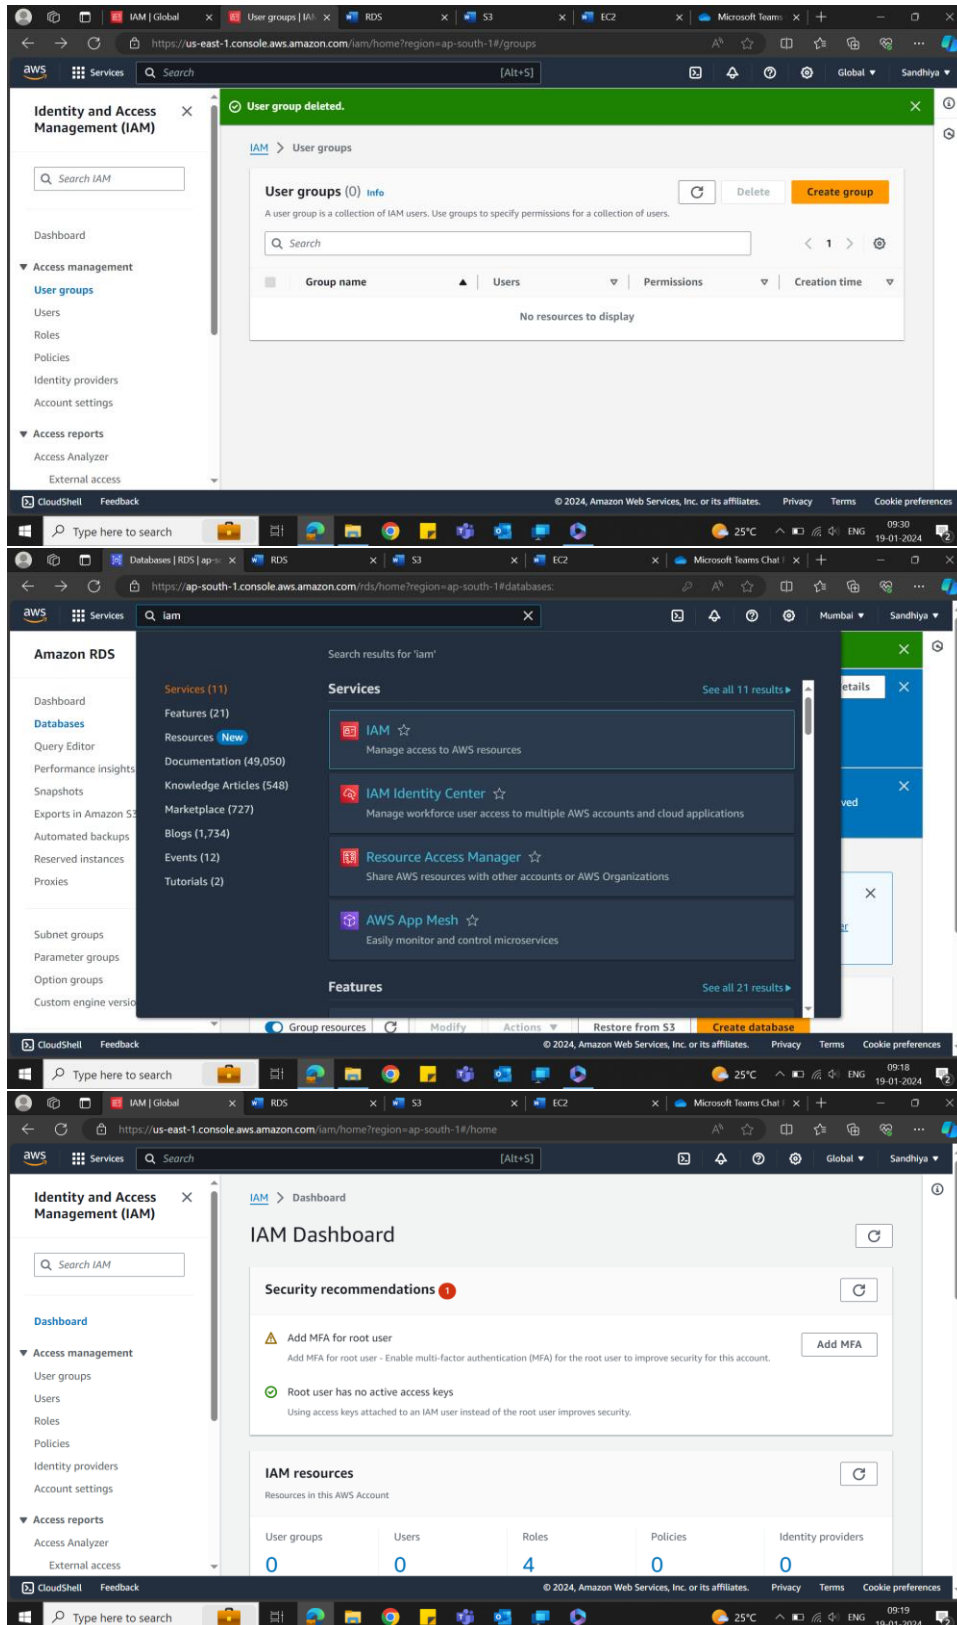 IAM | Global
User groups | IAM
RDS
S3
EC2
Microsoft Teams
https://us-east-1.console.aws.amazon.com/iam/home?region=ap-south-1#/groups
aws
Services
Search
[Alt+S]
Global
Sandhiya
Identity and Access
Management (IAM)
Search IAM
Dashboard
Access management
User groups
Users
Roles
Policies
Identity providers
Account settings
Access reports
Access Analyzer
External access
User group deleted.
IAM > User groups
User groups (0) Info
Delete
Create group
A user group is a collection of IAM users. Use groups to specify permissions for a collection of users.
Search
1
Group name
Users
Permissions
Creation time
No resources to display
CloudShell
Feedback
© 2024, Amazon Web Services, Inc. or its affiliates.
Privacy
Terms
Cookie preferences
Type here to search
25°C
ENG
09:30
19-01-2024
2
Databases | RDS | ap-s
RDS
S3
EC2
Microsoft Teams Chat
https://ap-south-1.console.aws.amazon.com/rds/home?region=ap-south-1#databases:
aws
Services
iam
Mumbai
Sandhiya
Amazon RDS
Dashboard
Databases
Query Editor
Performance insights
Snapshots
Exports in Amazon S3
Automated backups
Reserved instances
Proxies
Subnet groups
Parameter groups
Option groups
Custom engine versio
Search results for 'iam'
Services (11)
Features (21)
Resources New
Documentation (49,050)
Knowledge Articles (548)
Marketplace (727)
Blogs (1,734)
Events (12)
Tutorials (2)
Services
See all 11 results
IAM
Manage access to AWS resources
IAM Identity Center
Manage workforce user access to multiple AWS accounts and cloud applications
Resource Access Manager
Share AWS resources with other accounts or AWS Organizations
AWS App Mesh
Easily monitor and control microservices
Features
See all 21 results
etails
ved
er
Group resources
Modify
Actions
Restore from S3
Create database
CloudShell
Feedback
© 2024, Amazon Web Services, Inc. or its affiliates.
Privacy
Terms
Cookie preferences
Type here to search
25°C
ENG
09:18
19-01-2024
2
IAM | Global
RDS
S3
EC2
Microsoft Teams Chat
https://us-east-1.console.aws.amazon.com/iam/home?region=ap-south-1#/home
aws
Services
Search
[Alt+S]
Global
Sandhiya
Identity and Access
Management (IAM)
Search IAM
Dashboard
Access management
User groups
Users
Roles
Policies
Identity providers
Account settings
Access reports
Access Analyzer
External access
IAM > Dashboard
IAM Dashboard
Security recommendations 1
Add MFA for root user
Add MFA for root user - Enable multi-factor authentication (MFA) for the root user to improve security for this account.
Add MFA
Root user has no active access keys
Using access keys attached to an IAM user instead of the root user improves security.
IAM resources
Resources in this AWS Account
User groups
Users
Roles
Policies
Identity providers
0
0
4
0
0
CloudShell
Feedback
© 2024, Amazon Web Services, Inc. or its affiliates.
Privacy
Terms
Cookie preferences
Type here to search
25°C
ENG
09:19
19-01-2024
2